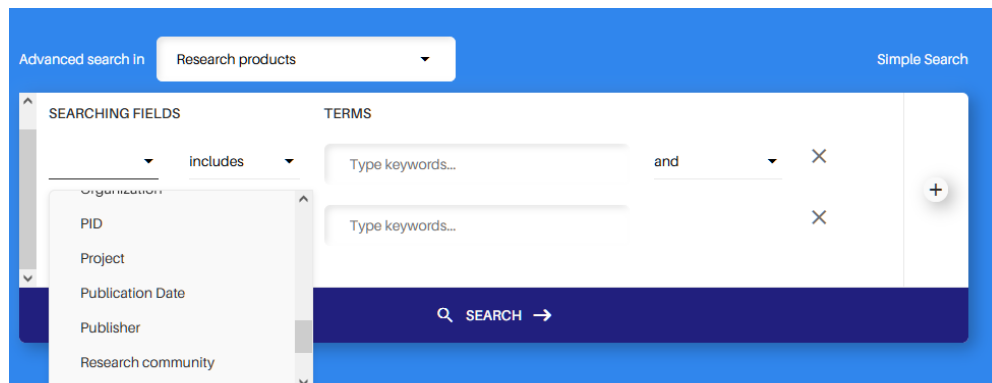 Advanced search in Research products Simple Search
SEARCHING FIELDS TERMS
includes Type keywords... and
Organization
PID Type keywords...
Project
Publication Date
Publisher SEARCH
Research community